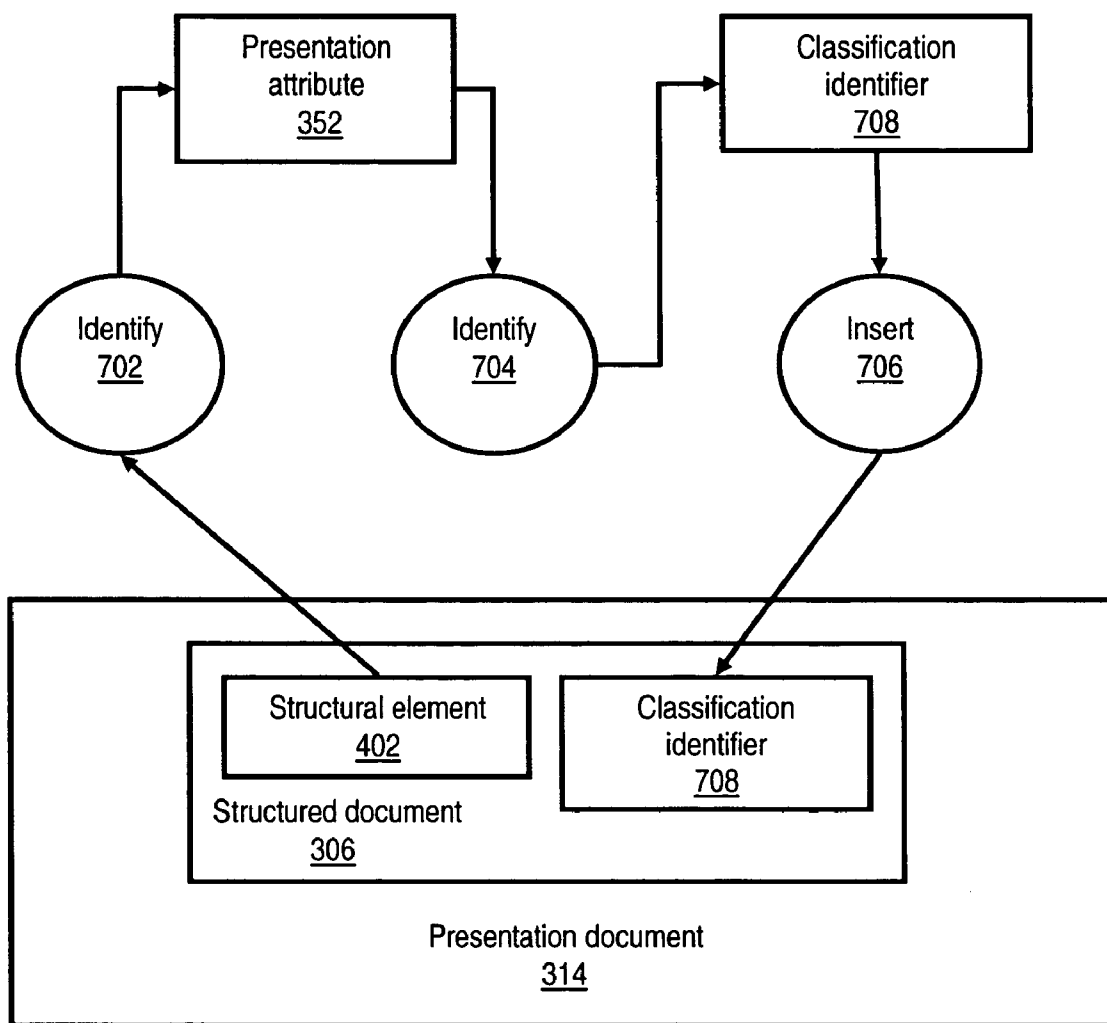 Presentation
attribute
352
Classification
identifier
708
Identify
702
Identify
704
Insert
706
Structural element
402
Classification
identifier
708
Structured document
306
Presentation document
314